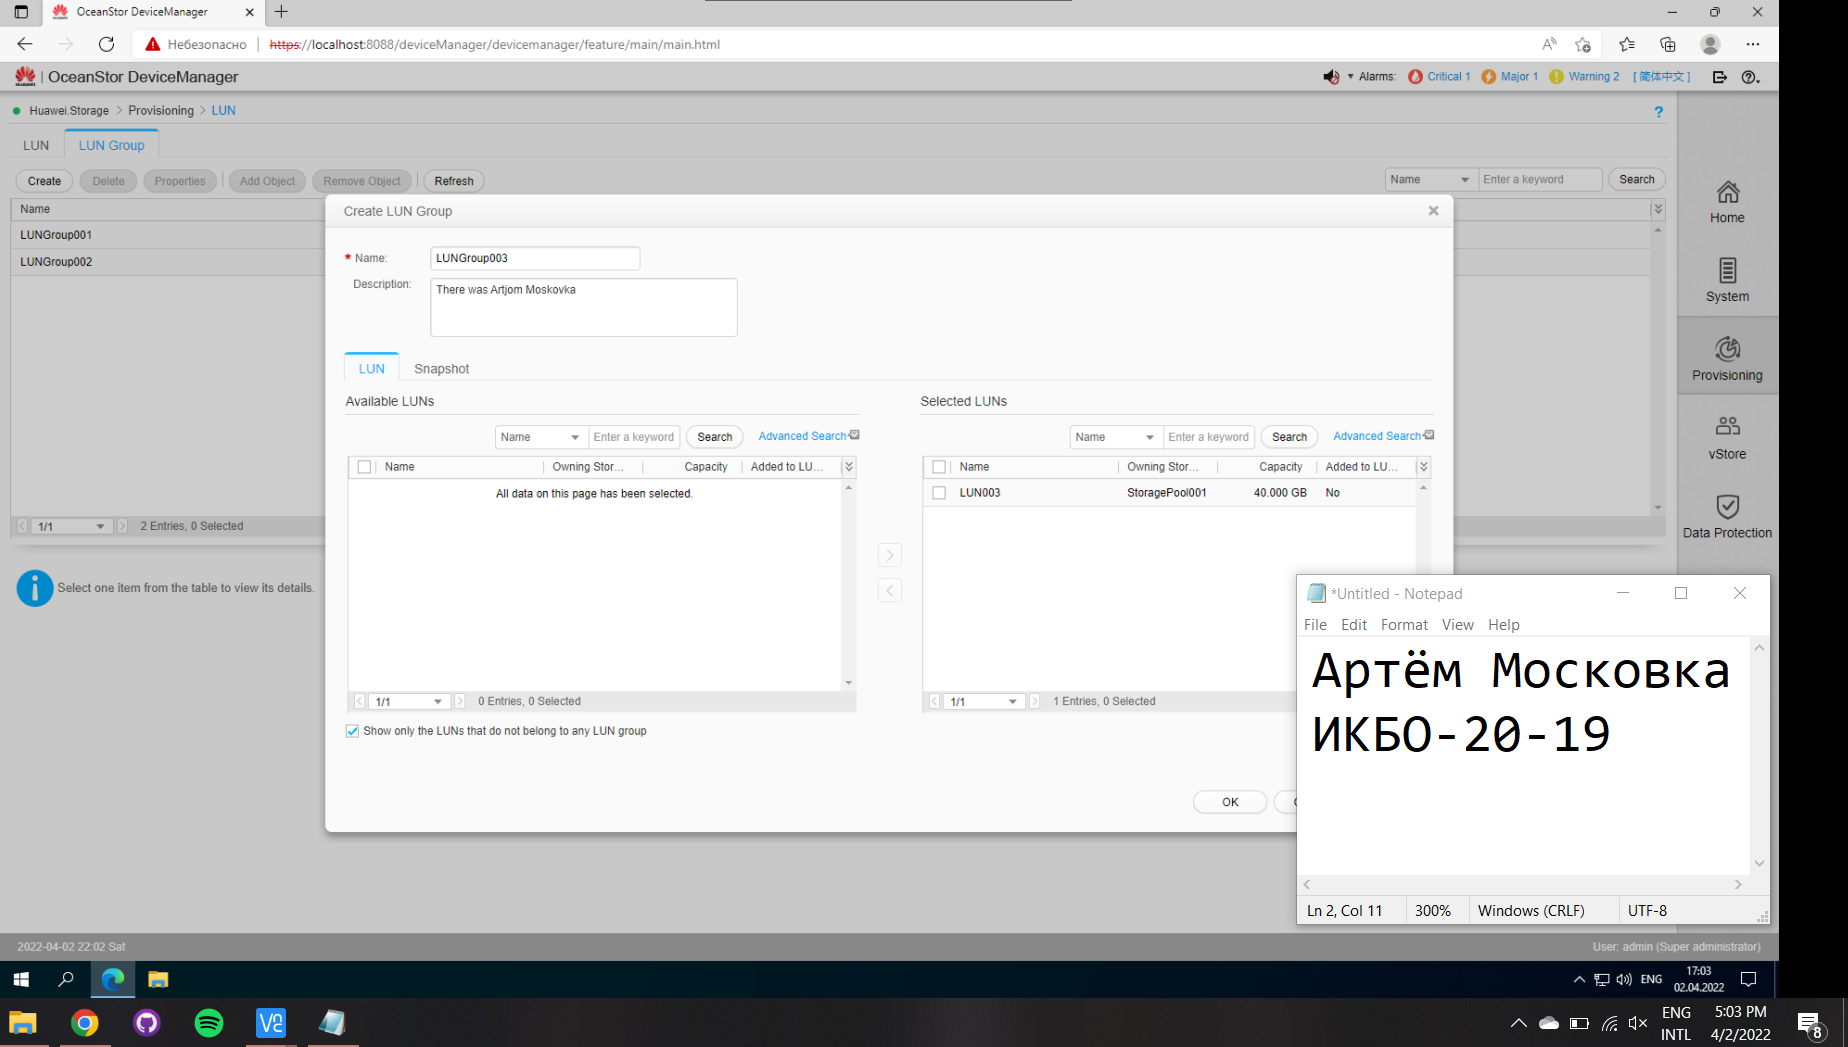 OceanStor DeviceManager
Небезопасно
https://localhost:8088/deviceManager/devicemanager/feature/main/main.html
HUAWEI
OceanStor DeviceManager
Alarms: Critical 1 Major 1 Warning 2 [简体中文]
Huawei.Storage > Provisioning > LUN
?
LUN LUN Group
Create Delete Properties Add Object Remove Object Refresh
Name Enter a keyword Search
Name
LUNGroup001
LUNGroup002
1/1 2 Entries, 0 Selected
Select one item from the table to view its details.
Create LUN Group
* Name: LUNGroup003
Description: There was Artjom Moskovka
LUN Snapshot
Available LUNs
Name Enter a keyword Search Advanced Search
Name Owning Stor... Capacity Added to LU...
All data on this page has been selected.
1/1 0 Entries, 0 Selected
Show only the LUNs that do not belong to any LUN group
Selected LUNs
Name Enter a keyword Search Advanced Search
Name Owning Stor... Capacity Added to LU...
LUN003 StoragePool001 40.000 GB No
1/1 1 Entries, 0 Selected
OK
Home
System
Provisioning
vStore
Data Protection
*Untitled - Notepad
File Edit Format View Help
Артём Московка
ИКБО-20-19
Ln 2, Col 11 300% Windows (CRLF) UTF-8
2022-04-02 22:02 Sat
User: admin (Super administrator)
ENG 17:03
02.04.2022
ENG 5:03 PM
INTL 4/2/2022
8